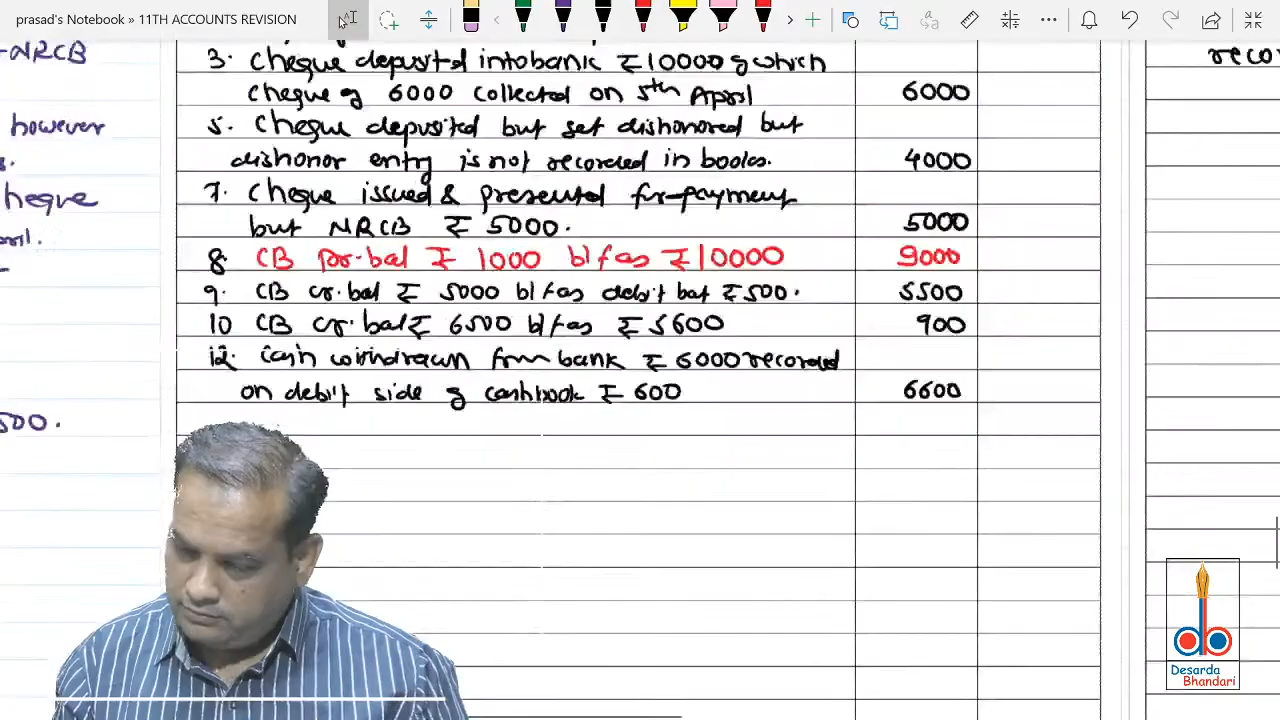 prasad's Notebook » 11TH ACCOUNTS REVISION
-NRCB
however
s.
heque
pril.
500.
3. Cheque deposited into bank ₹10000 of which
cheque of 6000 collected on 5th April 6000
5. Cheque deposited but get dishonored but
dishonor entry is not recorded in books. 4000
7. Cheque issued & presented for payment
but NRCB ₹ 5000. 5000
8. CB Dr. bal ₹ 1000 b/f as ₹10000 9000
9. CB cr. bal ₹ 5000 b/f as debit bal ₹500. 5500
10 CB cr. bal ₹ 6500 b/f as ₹ 5600 900
12. Cash withdrawn from bank ₹ 6000 recorded
on debit side of cashbook ₹ 600 6600
reco
Desarda
Bhandari